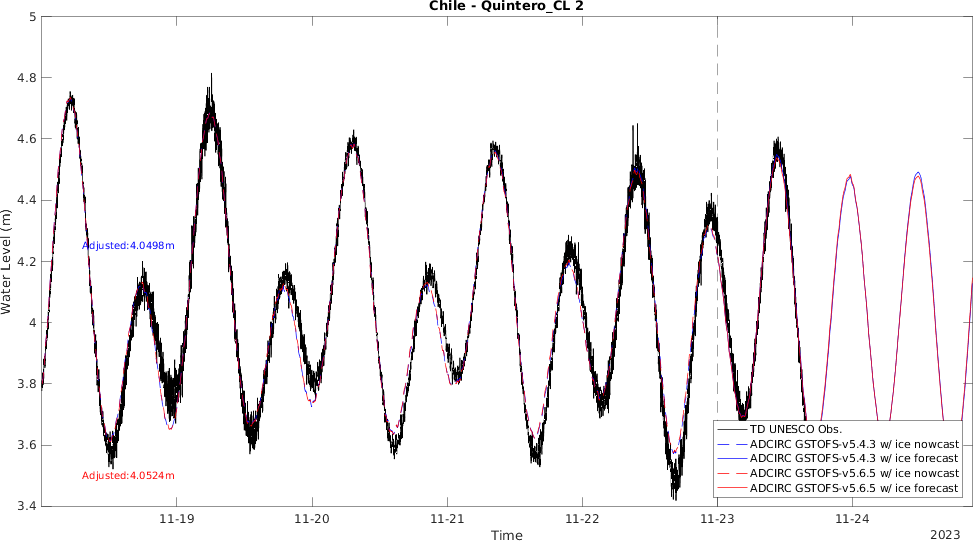 Chile - Quintero_CL 2
5
4.8
4.6
4.4
4.2
4
3.8
3.6
3.4
Water Level (m)
Adjusted:4.0498m
Adjusted:4.0524m
TD UNESCO Obs.
ADCIRC GSTOFS-v5.4.3 w/ ice nowcast
ADCIRC GSTOFS-v5.4.3 w/ ice forecast
ADCIRC GSTOFS-v5.6.5 w/ ice nowcast
ADCIRC GSTOFS-v5.6.5 w/ ice forecast
11-19
11-20
11-21
11-22
11-23
11-24
Time
2023